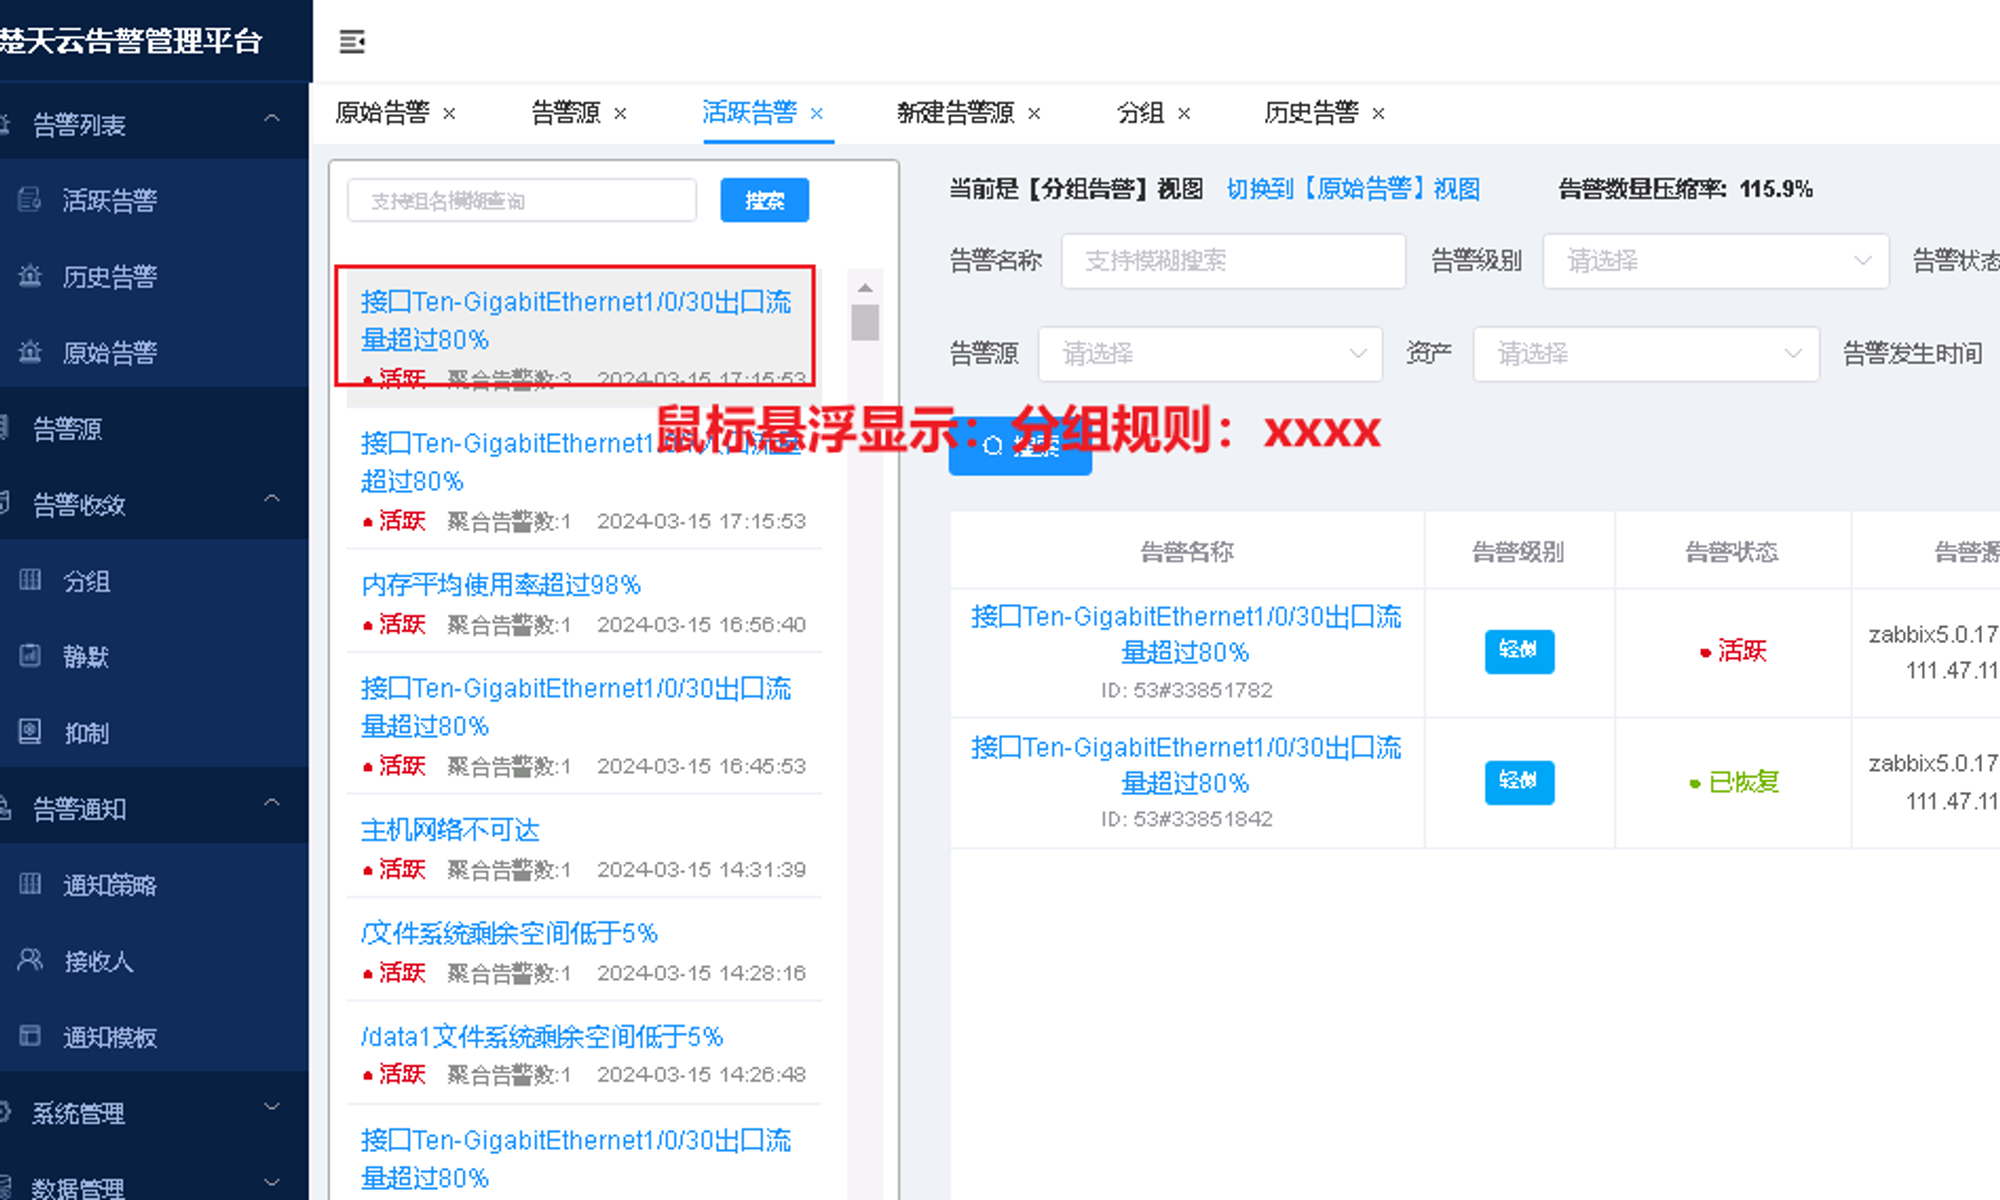 楚天云告警管理平台
告警列表
活跃告警
历史告警
原始告警
告警源
告警收敛
分组
静默
抑制
告警通知
通知策略
接收人
通知模板
系统管理
数据管理
原始告警 × 告警源 × 活跃告警 × 新建告警源 × 分组 × 历史告警 ×
支持组名模糊查询 搜索
接口Ten-GigabitEthernet1/0/30出口流
量超过80%
活跃 聚合告警数:3 2024-03-15 17:15:53
接口Ten-GigabitEthernet1
超过80%
活跃 聚合告警数:1 2024-03-15 17:15:53
内存平均使用率超过98%
活跃 聚合告警数:1 2024-03-15 16:56:40
接口Ten-GigabitEthernet1/0/30出口流
量超过80%
活跃 聚合告警数:1 2024-03-15 16:45:53
主机网络不可达
活跃 聚合告警数:1 2024-03-15 14:31:39
/文件系统剩余空间低于5%
活跃 聚合告警数:1 2024-03-15 14:28:16
/data1文件系统剩余空间低于5%
活跃 聚合告警数:1 2024-03-15 14:26:48
接口Ten-GigabitEthernet1/0/30出口流
量超过80%
鼠标悬浮显示：分组规则：xxxx
当前是【分组告警】视图 切换到【原始告警】视图 告警数量压缩率: 115.9%
告警名称 支持模糊搜索 告警级别 请选择 告警状态
告警源 请选择 资产 请选择 告警发生时间
搜索
告警名称 告警级别 告警状态 告警源
接口Ten-GigabitEthernet1/0/30出口流
量超过80%
ID: 53#33851782
轻微
活跃
zabbix5.0.17
111.47.11
接口Ten-GigabitEthernet1/0/30出口流
量超过80%
ID: 53#33851842
轻微
已恢复
zabbix5.0.17
111.47.11